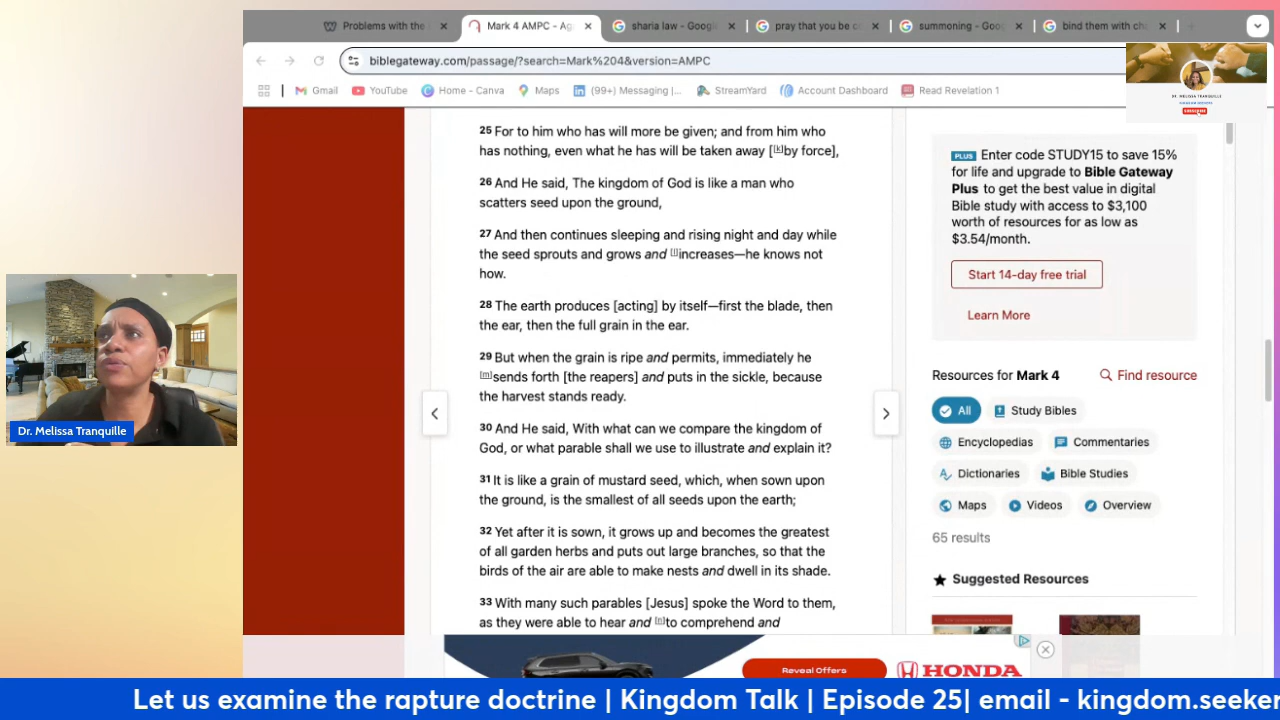 Problems with the
Mark 4 AMPC - Ag
sharia law - Googl
pray that you be c
summoning - Goog
bind them with ch
biblegateway.com/passage/?search=Mark%204&version=AMPC
Gmail
YouTube
Home - Canva
Maps
(99+) Messaging |...
StreamYard
Account Dashboard
Read Revelation 1
DR. MELISSA TRANQUILLE
KINGDOM SEEKERS
SUBSCRIBE
25 For to him who has will more be given; and from him who
has nothing, even what he has will be taken away [[k]by force],
26 And He said, The kingdom of God is like a man who
scatters seed upon the ground,
27 And then continues sleeping and rising night and day while
the seed sprouts and grows and [l]increases—he knows not
how.
28 The earth produces [acting] by itself—first the blade, then
the ear, then the full grain in the ear.
29 But when the grain is ripe and permits, immediately he
[m]sends forth [the reapers] and puts in the sickle, because
the harvest stands ready.
30 And He said, With what can we compare the kingdom of
God, or what parable shall we use to illustrate and explain it?
31 It is like a grain of mustard seed, which, when sown upon
the ground, is the smallest of all seeds upon the earth;
32 Yet after it is sown, it grows up and becomes the greatest
of all garden herbs and puts out large branches, so that the
birds of the air are able to make nests and dwell in its shade.
33 With many such parables [Jesus] spoke the Word to them,
as they were able to hear and [n]to comprehend and
PLUS Enter code STUDY15 to save 15%
for life and upgrade to Bible Gateway
Plus to get the best value in digital
Bible study with access to $3,100
worth of resources for as low as
$3.54/month.
Start 14-day free trial
Learn More
Resources for Mark 4
Find resource
All
Study Bibles
Encyclopedias
Commentaries
Dictionaries
Bible Studies
Maps
Videos
Overview
65 results
Suggested Resources
Reveal Offers
HONDA
Dr. Melissa Tranquille
Let us examine the rapture doctrine | Kingdom Talk | Episode 25| email - kingdom.seeker